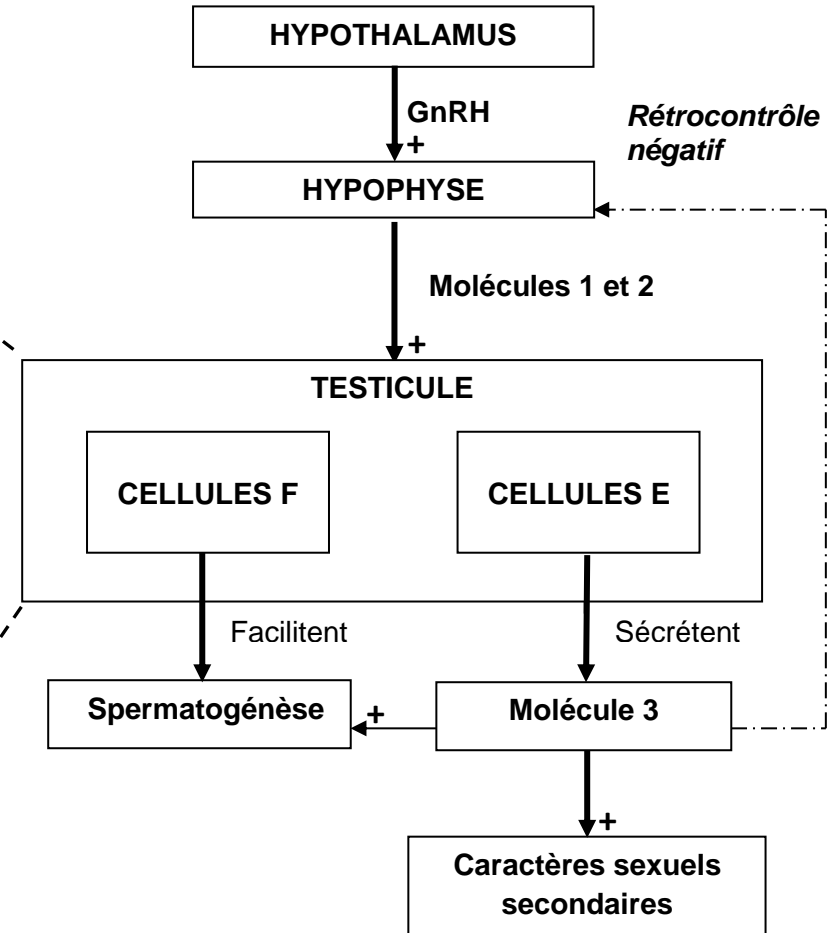 HYPOTHALAMUS
GnRH
+
Rétrocontrôle
négatif
HYPOPHYSE
Molécules 1 et 2
+
TESTICULE
CELLULES F
CELLULES E
Facilitent
Sécrétent
Spermatogénèse
+
Molécule 3
+
Caractères sexuels
secondaires